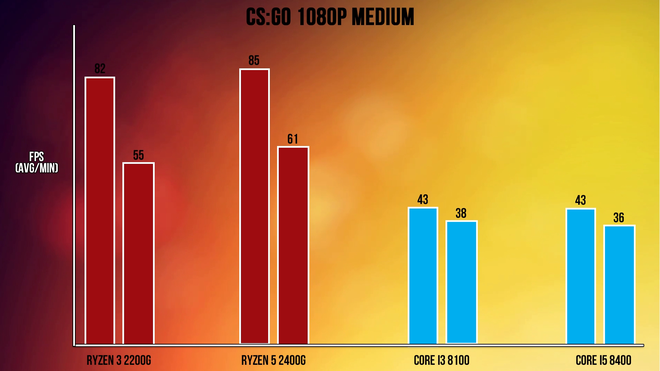 CS:GO 1080P MEDIUM
82
55
85
61
43
38
43
36
FPS
(AVG/MIN)
RYZEN 3 2200G
RYZEN 5 2400G
CORE I3 8100
CORE I5 8400